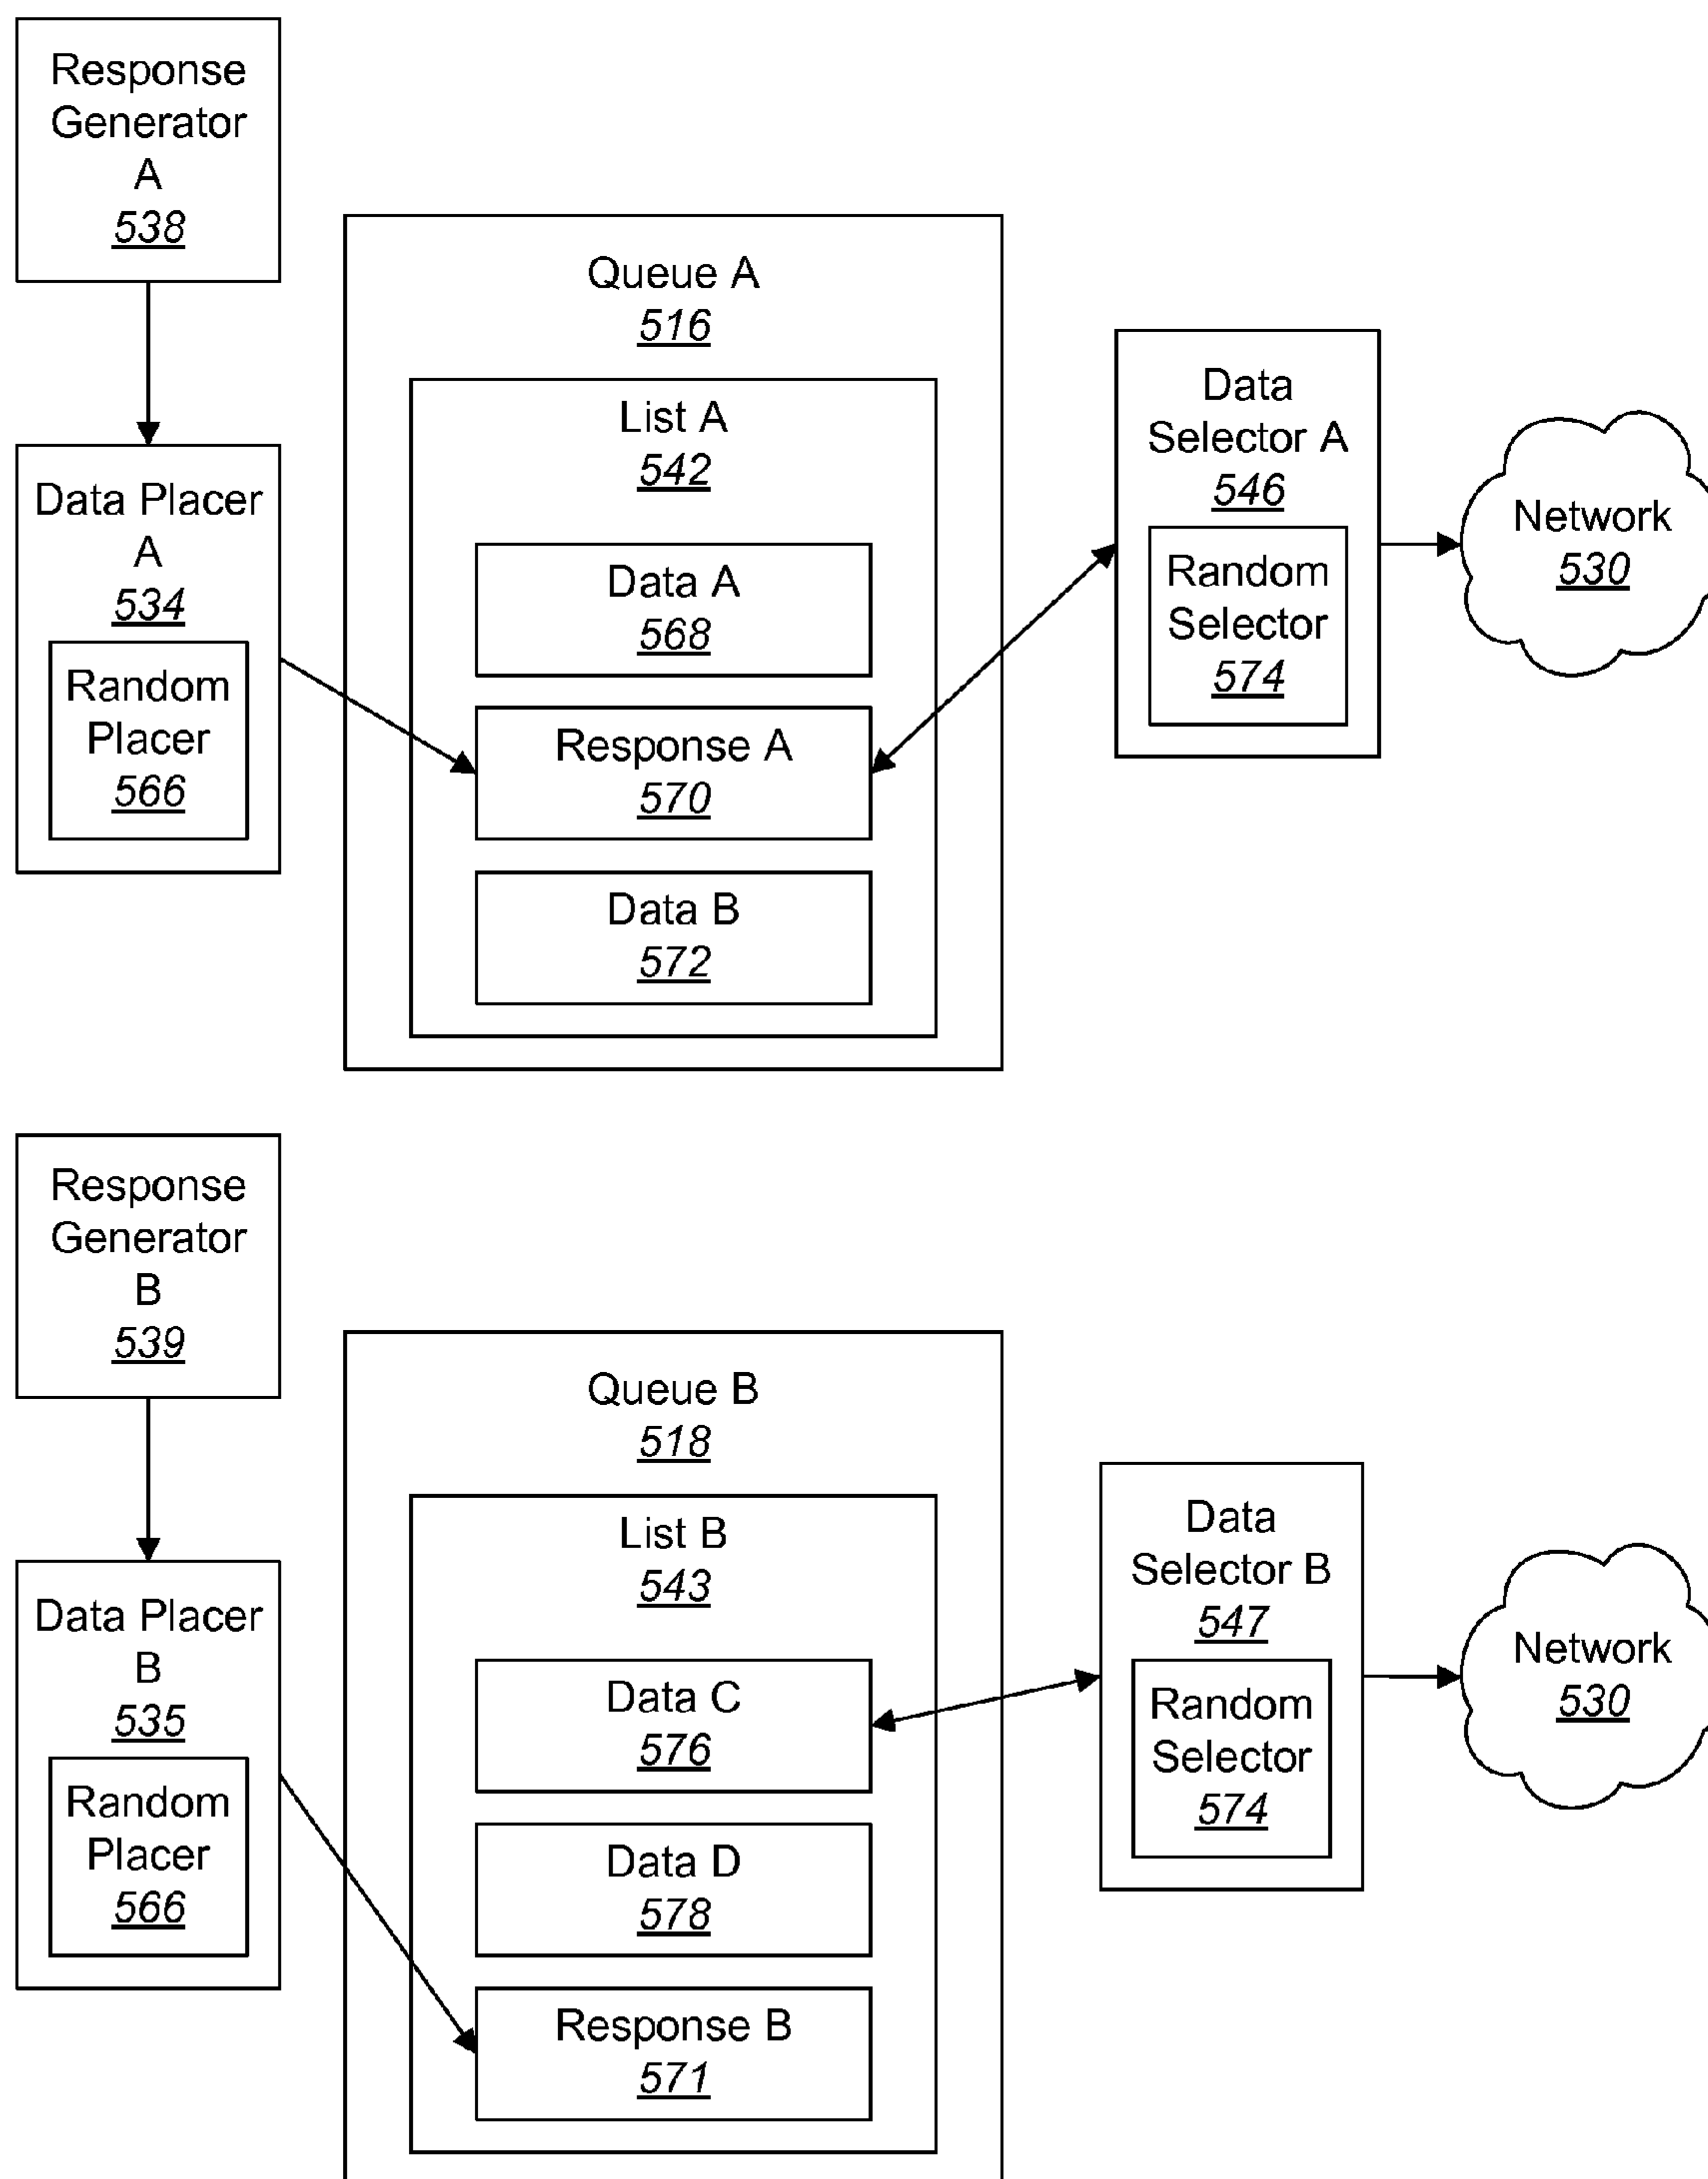 Response
Generator
A
538
Queue A
516
List A
542
Data A
568
Response A
570
Data B
572
Data Placer
A
534
Random
Placer
566
Data
Selector A
546
Random
Selector
574
Network
530
Response
Generator
B
539
Queue B
518
List B
543
Data C
576
Data D
578
Response B
571
Data Placer
B
535
Random
Placer
566
Data
Selector B
547
Random
Selector
574
Network
530